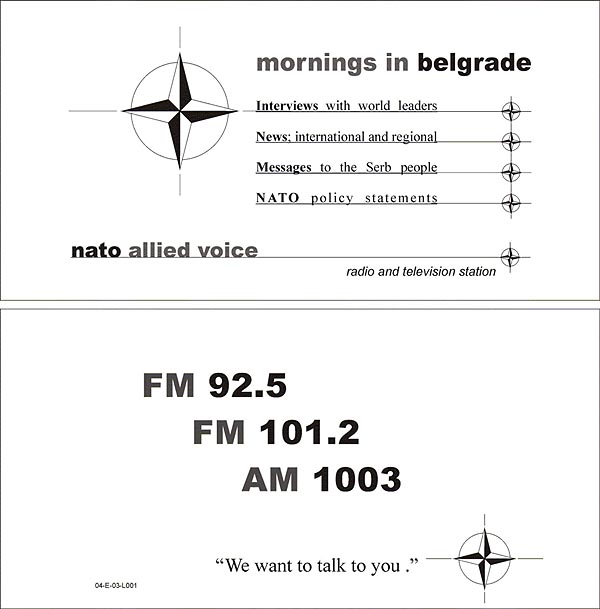 mornings in belgrade
Interviews with world leaders
News; international and regional
Messages to the Serb people
NATO policy statements
nato allied voice
radio and television station
FM 92.5
FM 101.2
AM 1003
“We want to talk to you .”
04-E-03-L001